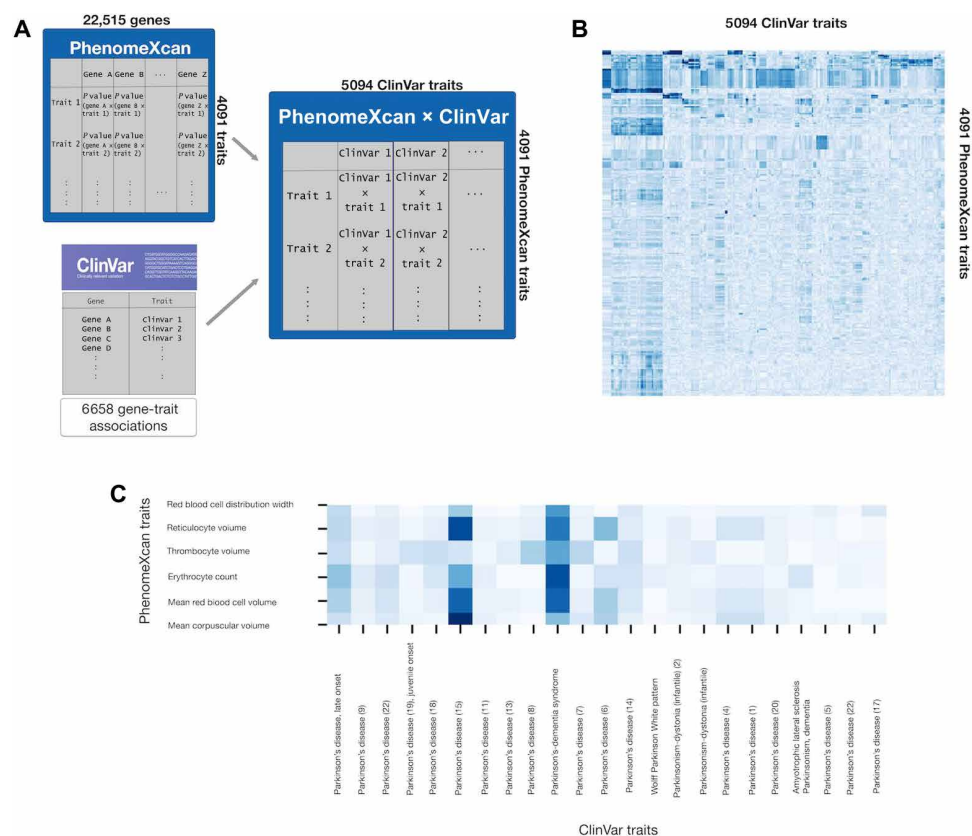 A
22,515 genes
PhenomeXcan
Gene A Gene B ... Gene Z
Trait 1
P value
(gene A ×
trait 1)
P value
(gene B ×
trait 1)
P value
(gene Z ×
trait 1)
Trait 2
P value
(gene A ×
trait 2)
P value
(gene B ×
trait 2)
P value
(gene Z ×
trait 2)
4091 traits
ClinVar
Gene Trait
Gene A Clinvar 1
Gene B Clinvar 2
Gene C Clinvar 3
Gene D
6658 gene-trait
associations
5094 ClinVar traits
PhenomeXcan × ClinVar
ClinVar 1 ClinVar 2 ...
Trait 1
ClinVar 1
×
trait 1
ClinVar 2
×
trait 1
...
Trait 2
ClinVar 1
×
trait 2
ClinVar 2
×
trait 2
...
4091 PhenomeXcan traits
B
5094 ClinVar traits
4091 PhenomeXcan traits
C
PhenomeXcan traits
Red blood cell distribution width
Reticulocyte volume
Thrombocyte volume
Erythrocyte count
Mean red blood cell volume
Mean corpuscular volume
Parkinson's disease, late onset
Parkinson's disease (9)
Parkinson's disease (22)
Parkinson's disease (19), juvenile onset
Parkinson's disease (18)
Parkinson's disease (15)
Parkinson's disease (11)
Parkinson's disease (13)
Parkinson's disease (8)
Parkinson's-dementia syndrome
Parkinson's disease (7)
Parkinson's disease (6)
Parkinson's disease (14)
Wolff Parkinson White pattern
Parkinsonism-dystonia (infantile) (2)
Parkinsonism-dystonia (infantile)
Parkinson's disease (4)
Parkinson's disease (1)
Parkinson's disease (20)
Amyotrophic lateral sclerosis
Parkinsonism, dementia
Parkinson's disease (5)
Parkinson's disease (22)
Parkinson's disease (17)
ClinVar traits